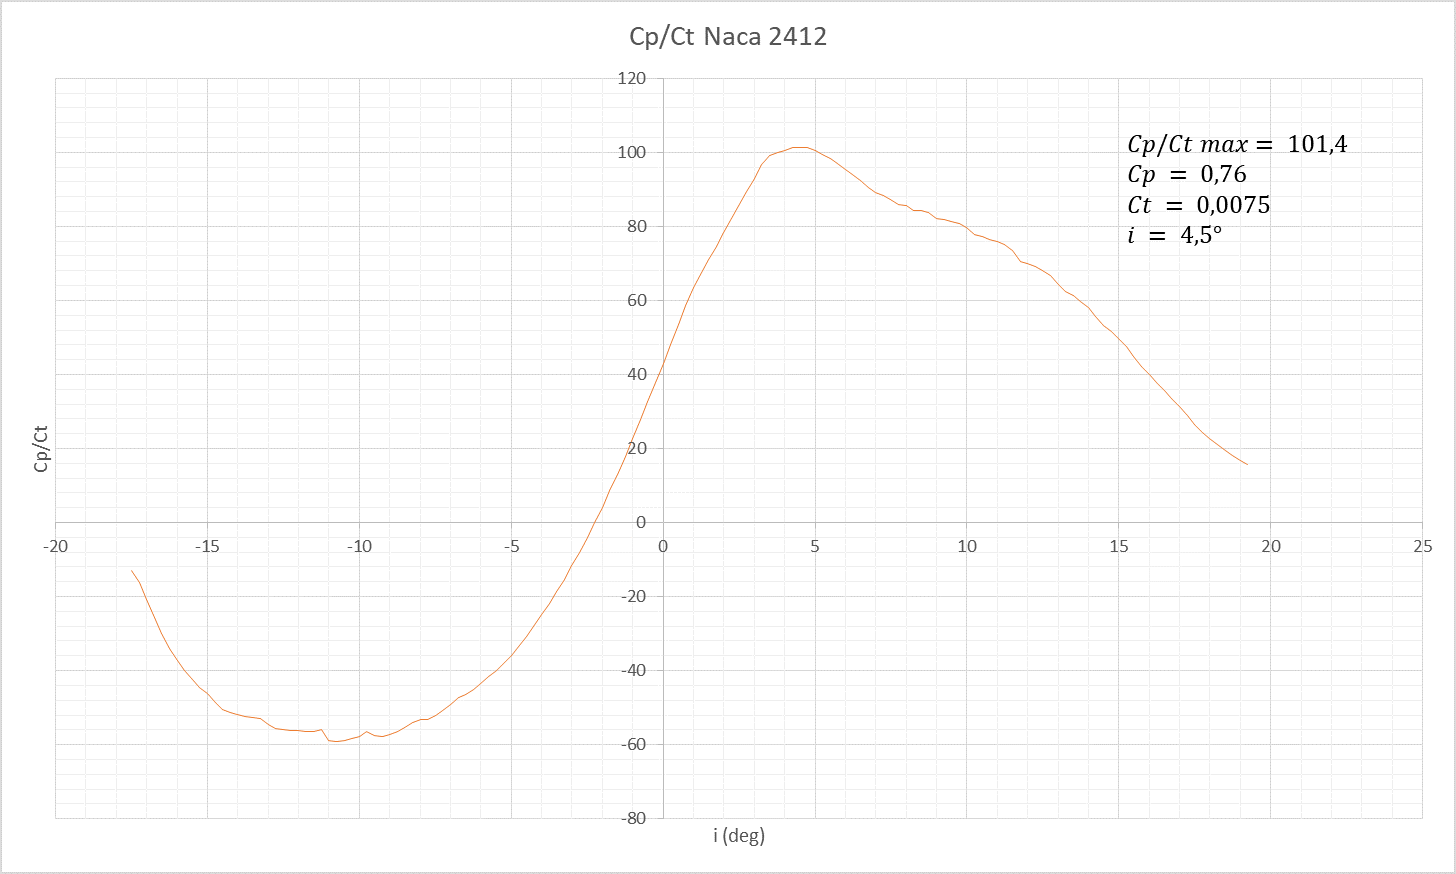 Cp/Ct Naca 2412
120
100
80
60
40
20
0
-20
-40
-60
-80
-20 -15 -10 -5 0 5 10 15 20 25
Cp/Ct
i (deg)
Cp/Ct max = 101,4
Cp = 0,76
Ct = 0,0075
i = 4,5°